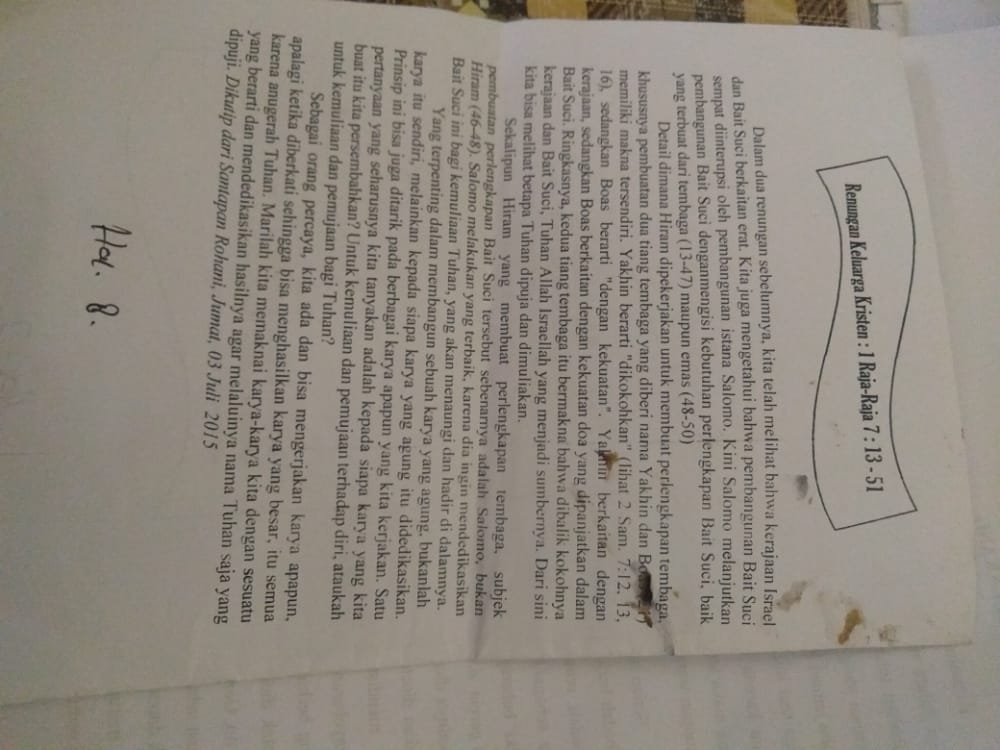 Renungan Keluarga Kristen : 1 Raja-Raja 7 : 13 - 51
Dalam dua renungan sebelumnya, kita telah melihat bahwa kerajaan Israel
dan Bait Suci berkaitan erat. Kita juga mengetahui bahwa pembangunan Bait Suci
sempat diinterupsi oleh pembangunan istana Salomo. Kini Salomo melanjutkan
pembangunan Bait Suci denganmengisi kebutuhan perlengkapan Bait Suci, baik
yang terbuat dari tembaga (13-47) maupun emas (48-50)
Detail dimana Hiram dipekerjakan untuk membuat perlengkapan tembaga,
khususnya pembuatan dua tiang tembaga yang diberi nama Yakhin dan Boas
memiliki makna tersendiri. Yakhin berarti "dikokohkan" (lihat 2 Sam. 7:12, 13,
16), sedangkan Boas berarti "dengan kekuatan". Yakhin berkaitan dengan
kerajaan, sedangkan Boas berkaitan dengan kekuatan doa yang dipanjatkan dalam
Bait Suci. Ringkasnya, kedua tiang tembaga itu bermakna bahwa dibalik kokohnya
kerajaan dan Bait Suci, Tuhan Allah Israellah yang menjadi sumbernya. Dari sini
kita bisa melihat betapa Tuhan dipuja dan dimuliakan.
Sekalipun Hiram yang membuat perlengkapan tembaga, subjek
pembuatan perlengkapan Bait Suci tersebut sebenarnya adalah Salomo, bukan
Hiram (46-48). Salomo melakukan yang terbaik, karena dia ingin mendedikasikan
Bait Suci ini bagi kemuliaan Tuhan, yang akan menaungi dan hadir di dalamnya.
Yang terpenting dalam membangun sebuah karya yang agung, bukanlah
karya itu sendiri, melainkan kepada siapa karya yang agung itu didedikasikan.
Prinsip ini bisa juga ditarik pada berbagai karya apapun yang kita kerjakan. Satu
pertanyaan yang seharusnya kita tanyakan adalah kepada siapa karya yang kita
buat itu kita persembahkan? Untuk kemuliaan dan pemujaan terhadap diri, ataukah
untuk kemuliaan dan pemujaan bagi Tuhan?
Sebagai orang percaya, kita ada dan bisa mengerjakan karya apapun,
apalagi ketika diberkati sehingga bisa menghasilkan karya yang besar, itu semua
karena anugerah Tuhan. Marilah kita memaknai karya-karya kita dengan sesuatu
yang berarti dan mendedikasikan hasilnya agar melaluinya nama Tuhan saja yang
dipuji. Dikutip dari Santapan Rohani, Jumat, 03 Juli 2015
Hal. 8.